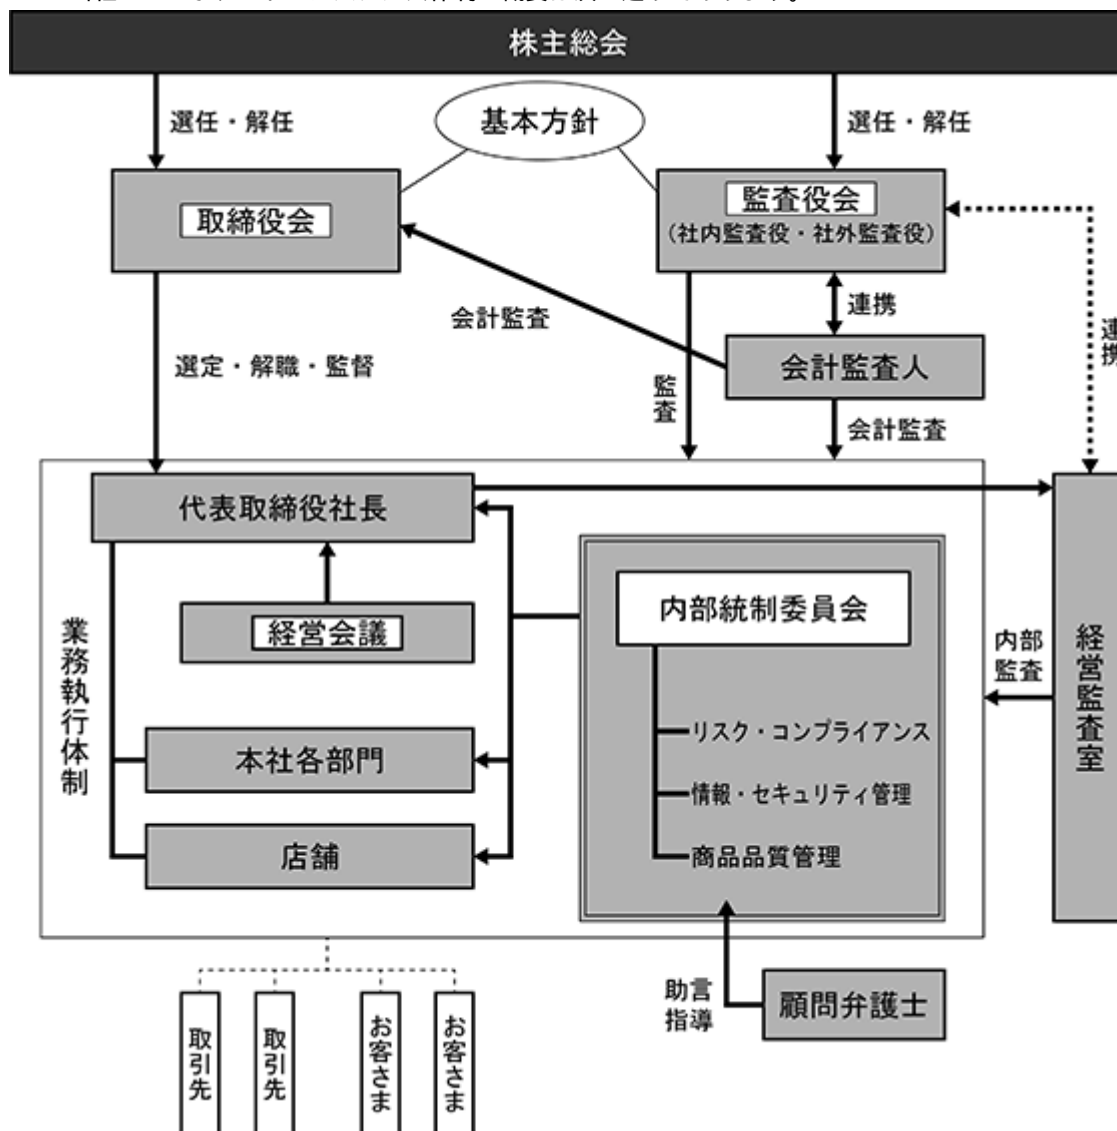 株主総会
選任・解任
基本方針
選任・解任
取締役会
監査役会
(社内監査役・社外監査役)
会計監査
連携
連携
選定・解職・監督
会計監査人
監査
会計監査
代表取締役社長
経営会議
内部統制委員会
業務執行体制
内部
監査
経営監査室
リスク・コンプライアンス
本社各部門
情報・セキュリティ管理
店舗
商品品質管理
助言
指導
顧問弁護士
取引先
取引先
お客さま
お客さま